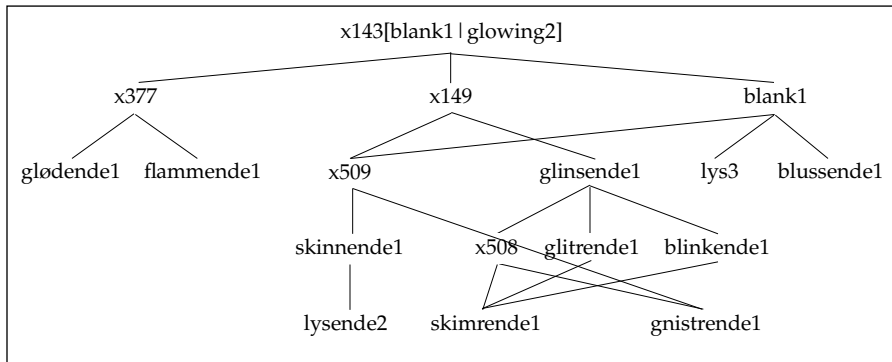 x143[blank1 | glowing2]
x377 x149 blank1
glødende1 flammende1 x509 glinsende1 lys3 blussende1
skinnende1 x508 glitrende1 blinkende1
lysende2 skimrende1 gnistrende1